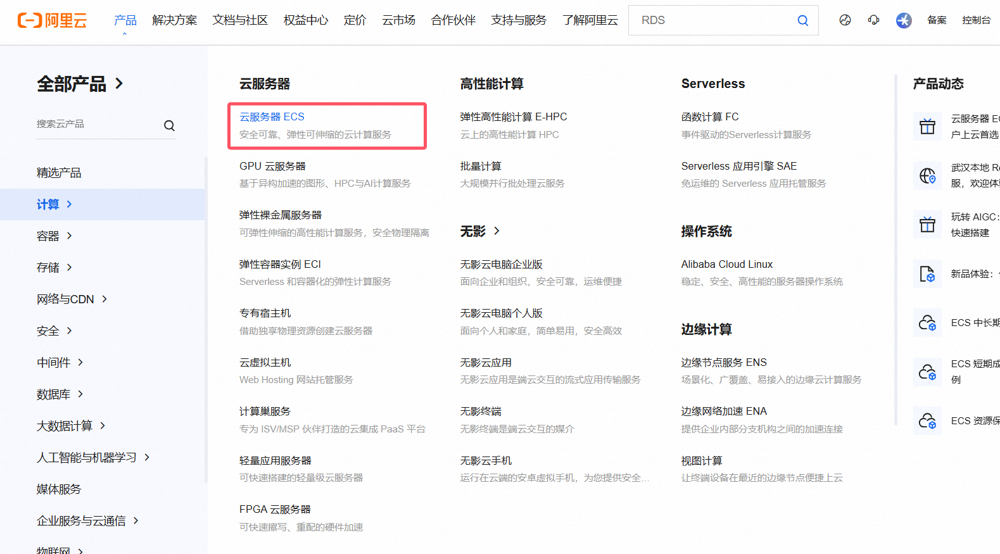 阿里云
产品
解决方案
文档与社区
权益中心
定价
云市场
合作伙伴
支持与服务
了解阿里云
RDS
备案
控制台
全部产品
搜索云产品
精选产品
计算
容器
存储
网络与CDN
安全
中间件
数据库
大数据计算
人工智能与机器学习
媒体服务
企业服务与云通信
物联网
云服务器
云服务器 ECS
安全可靠、弹性可伸缩的云计算服务
GPU 云服务器
基于异构加速的图形、HPC与AI计算服务
弹性裸金属服务器
可弹性伸缩的高性能计算服务，安全物理隔离
弹性容器实例 ECI
Serverless 和容器化的弹性计算服务
专有宿主机
借助独享物理资源创建云服务器
云虚拟主机
Web Hosting 网站托管服务
计算巢服务
专为 ISV/MSP 伙伴打造的云集成 PaaS 平台
轻量应用服务器
可快速搭建的轻量级云服务器
FPGA 云服务器
可快速擦写、重配的硬件加速
高性能计算
弹性高性能计算 E-HPC
云上的高性能计算 HPC
批量计算
大规模并行批处理云服务
无影
无影云电脑企业版
面向企业和组织，安全可靠，运维便捷
无影云电脑个人版
面向个人和家庭，简单易用，安全高效
无影云应用
无影云应用是端云交互的流式应用传输服务
无影终端
无影终端是端云交互的媒介
无影云手机
运行在云端的安卓虚拟手机，为您提供安全...
Serverless
函数计算 FC
事件驱动的Serverless计算服务
Serverless 应用引擎 SAE
免运维的 Serverless 应用托管服务
操作系统
Alibaba Cloud Linux
稳定、安全、高性能的服务器操作系统
边缘计算
边缘节点服务 ENS
场景化、广覆盖、易接入的边缘云计算服务
边缘网络加速 ENA
提供企业内部分支机构之间的加速连接
视图计算
让终端设备在最近的边缘节点便捷上云
产品动态
云服务器 EC
户上云首选
武汉本地 Re
服，欢迎体
玩转 AIGC：
快速搭建
新品体验：
ECS 中长期
ECS 短期成
例
ECS 资源保